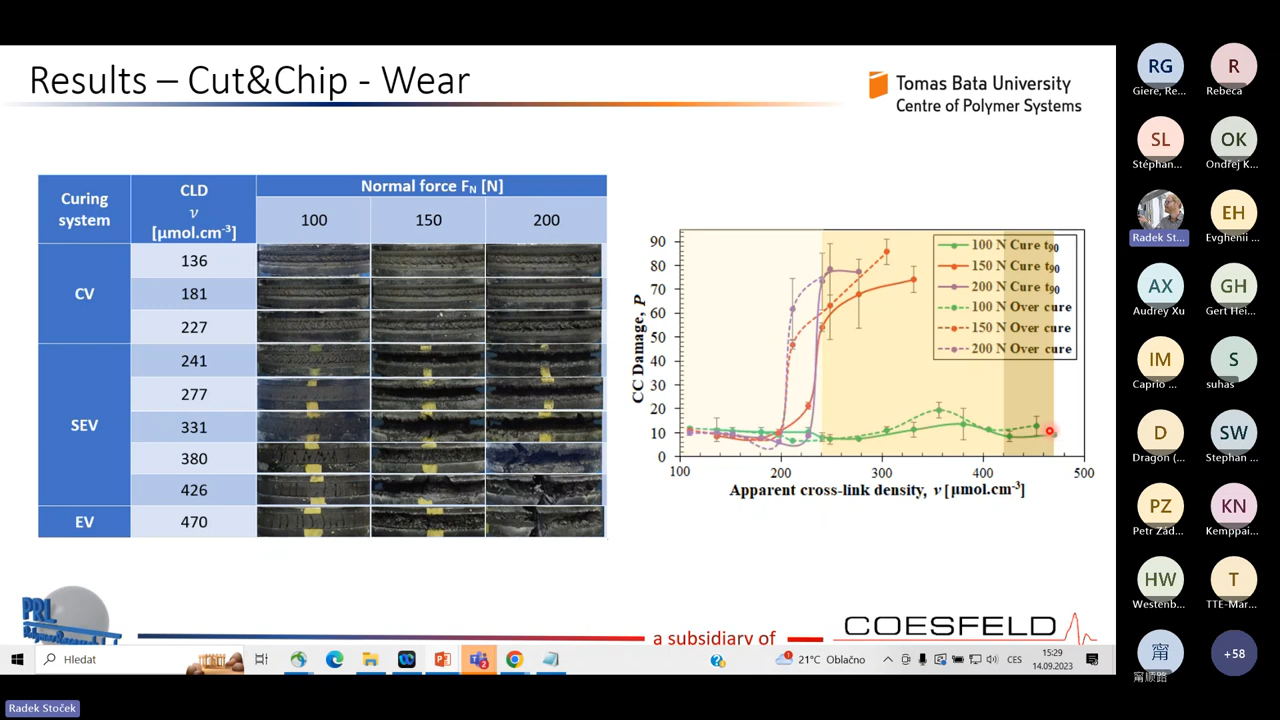 Results – Cut&Chip - Wear
Tomas Bata University
Centre of Polymer Systems
Curing
system
CLD
ν
[µmol.cm-3]
Normal force FN [N]
100
150
200
CV
136
181
227
SEV
241
277
331
380
426
EV
470
CC Damage, P
90
80
70
60
50
40
30
20
10
0
100
200
300
400
500
Apparent cross-link density, ν [µmol.cm-3]
100 N Cure t90
150 N Cure t90
200 N Cure t90
100 N Over cure
150 N Over cure
200 N Over cure
PRL
a subsidiary of
COESFELD
Hledat
21°C Oblačno
CES
15:29
14.09.2023
RG
Giere, Re...
R
Rebeca
SL
Stéphan...
OK
Ondřej K...
Radek St...
EH
Evghenii ...
AX
Audrey Xu
GH
Gert Hei...
IM
Caprio ...
S
suhas
D
Dragon (...
SW
Stephan ...
PZ
Petr Zád...
KN
Kemppai...
HW
Westenb...
T
TTE-Mar...
甯
甯顺路
+58
Radek Stoček